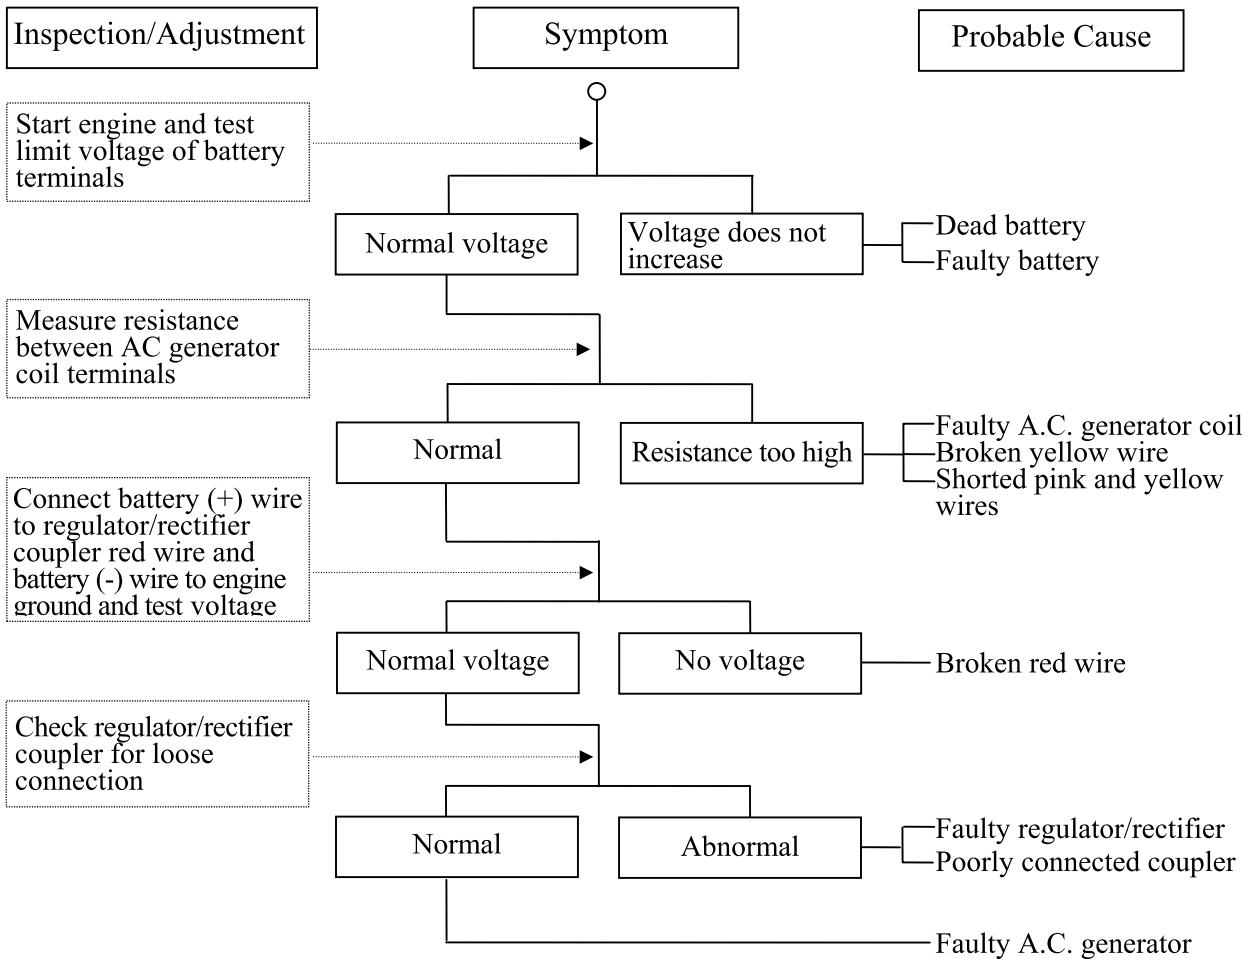 Inspection/Adjustment
Symptom
Probable Cause
Start engine and test
limit voltage of battery
terminals
Normal voltage
Voltage does not
increase
Dead battery
Faulty battery
Measure resistance
between AC generator
coil terminals
Normal
Resistance too high
Faulty A.C. generator coil
Broken yellow wire
Shorted pink and yellow
wires
Connect battery (+) wire
to regulator/rectifier
coupler red wire and
battery (-) wire to engine
ground and test voltage
Normal voltage
No voltage
Broken red wire
Check regulator/rectifier
coupler for loose
connection
Normal
Abnormal
Faulty regulator/rectifier
Poorly connected coupler
Faulty A.C. generator